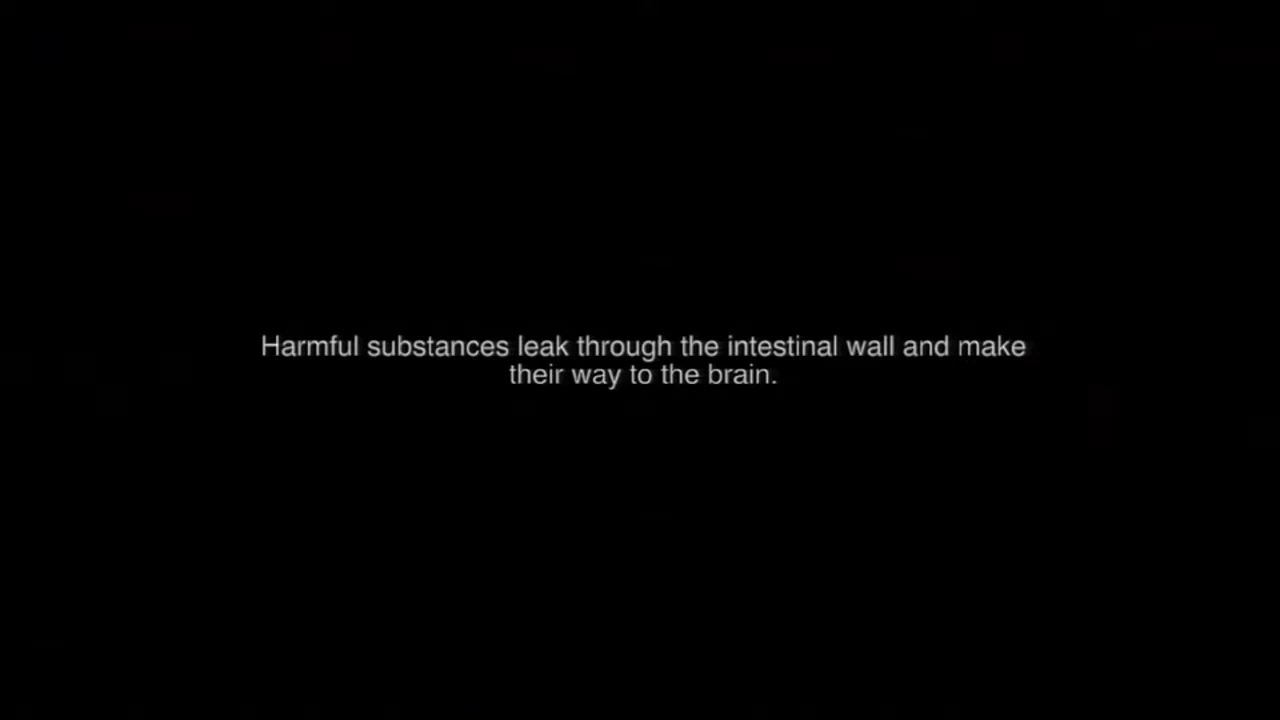 Harmful substances leak through the intestinal wall and make
their way to the brain.